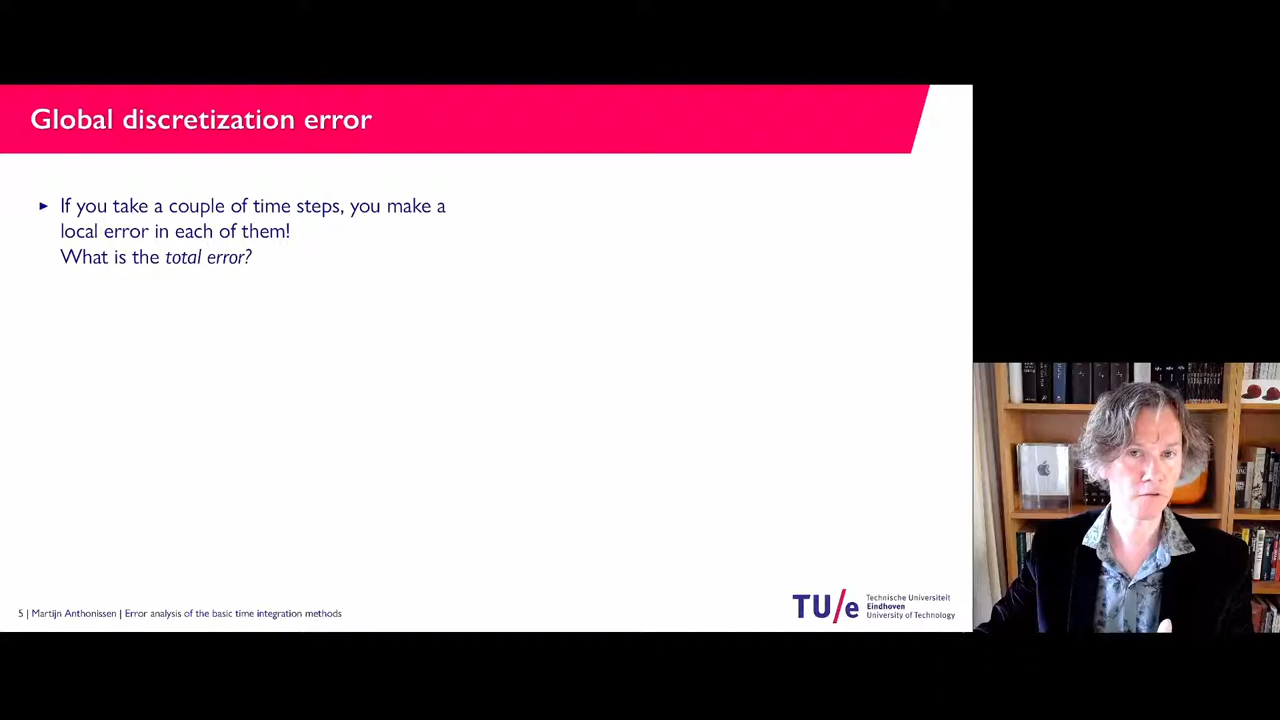 Global discretization error
► If you take a couple of time steps, you make a
local error in each of them!
What is the total error?
5 | Martijn Anthonissen | Error analysis of the basic time integration methods
TU/e
Technische Universiteit
Eindhoven
University of Technology